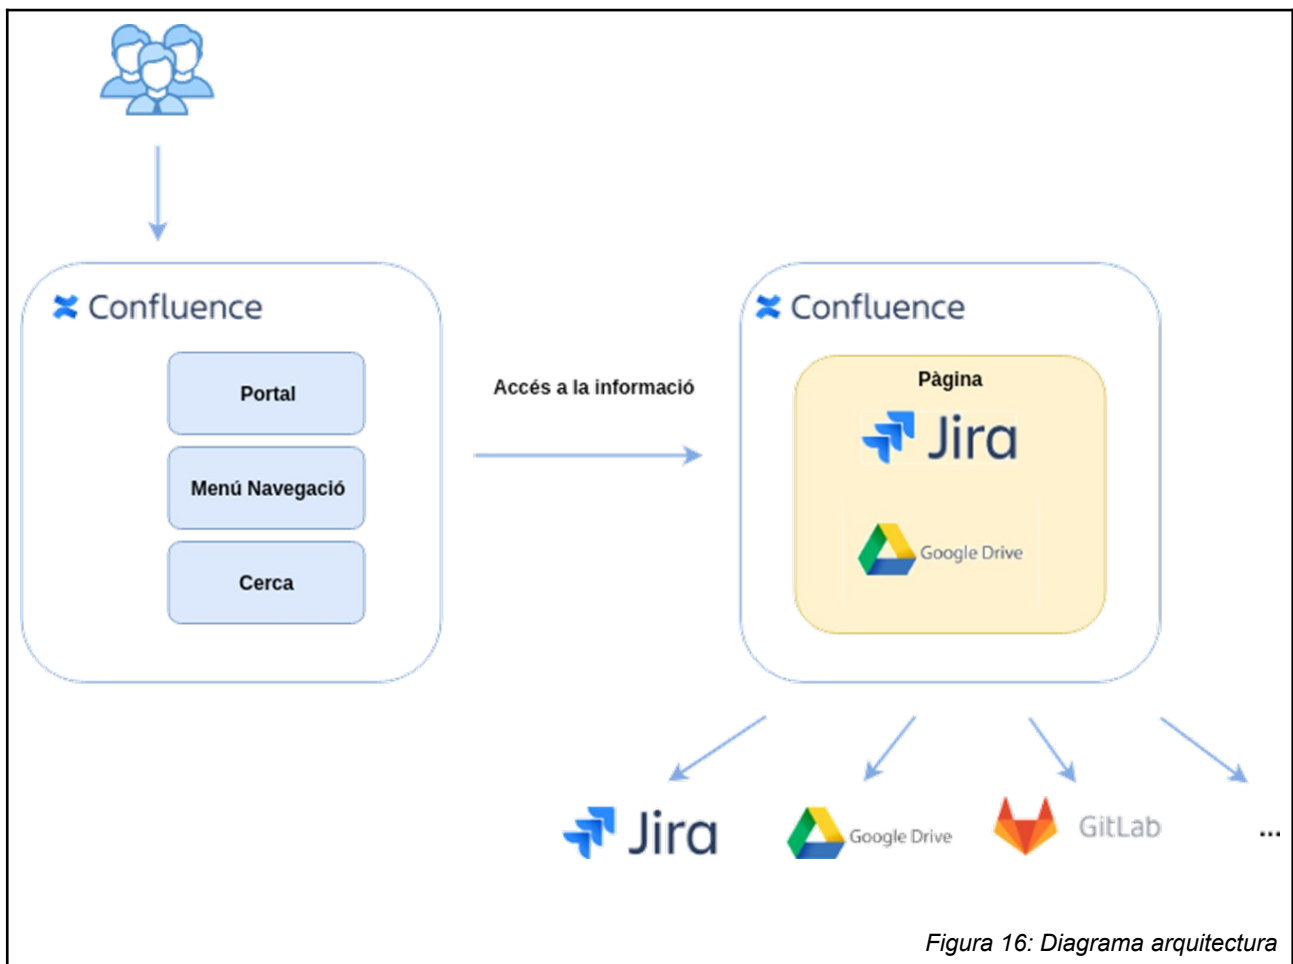 Confluence
Portal
Menú Navegació
Cerca
Accés a la informació
Confluence
Pàgina
Jira
Google Drive
Jira
Google Drive
GitLab
...
Figura 16: Diagrama arquitectura